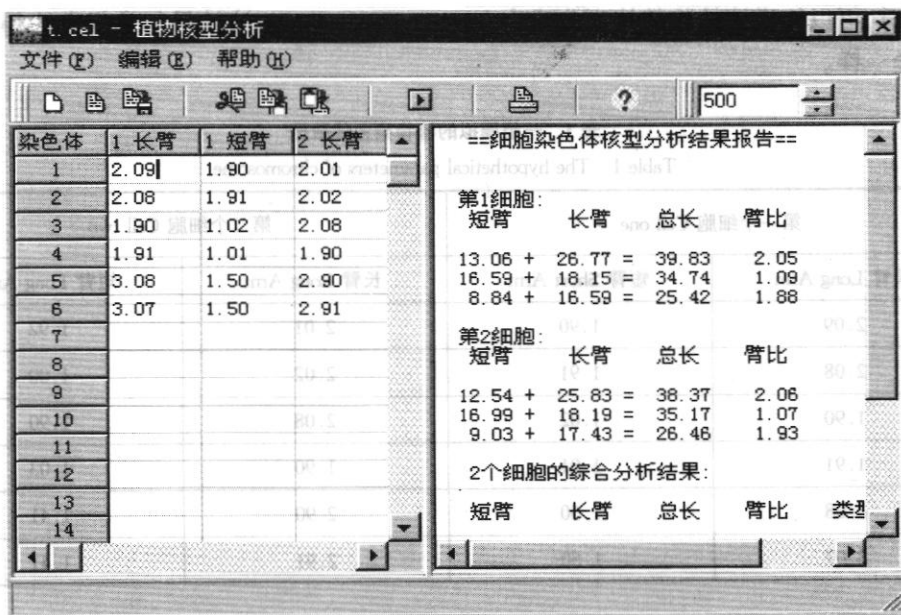 t.cel - 植物核型分析
文件(F) 编辑(E) 帮助(H)
500
染色体 1 长臂 1 短臂 2 长臂
1 2.09 1.90 2.01
2 2.08 1.91 2.02
3 1.90 1.02 2.08
4 1.91 1.01 1.90
5 3.08 1.50 2.90
6 3.07 1.50 2.91
7
8
9
10
11
12
13
14
==细胞染色体核型分析结果报告==
第1细胞:
短臂 长臂 总长 臂比
13.06 + 26.77 = 39.83 2.05
16.59 + 18.15 = 34.74 1.09
8.84 + 16.59 = 25.42 1.88
第2细胞:
短臂 长臂 总长 臂比
12.54 + 25.83 = 38.37 2.06
16.99 + 18.19 = 35.17 1.07
9.03 + 17.43 = 26.46 1.93
2个细胞的综合分析结果:
短臂 长臂 总长 臂比 类型